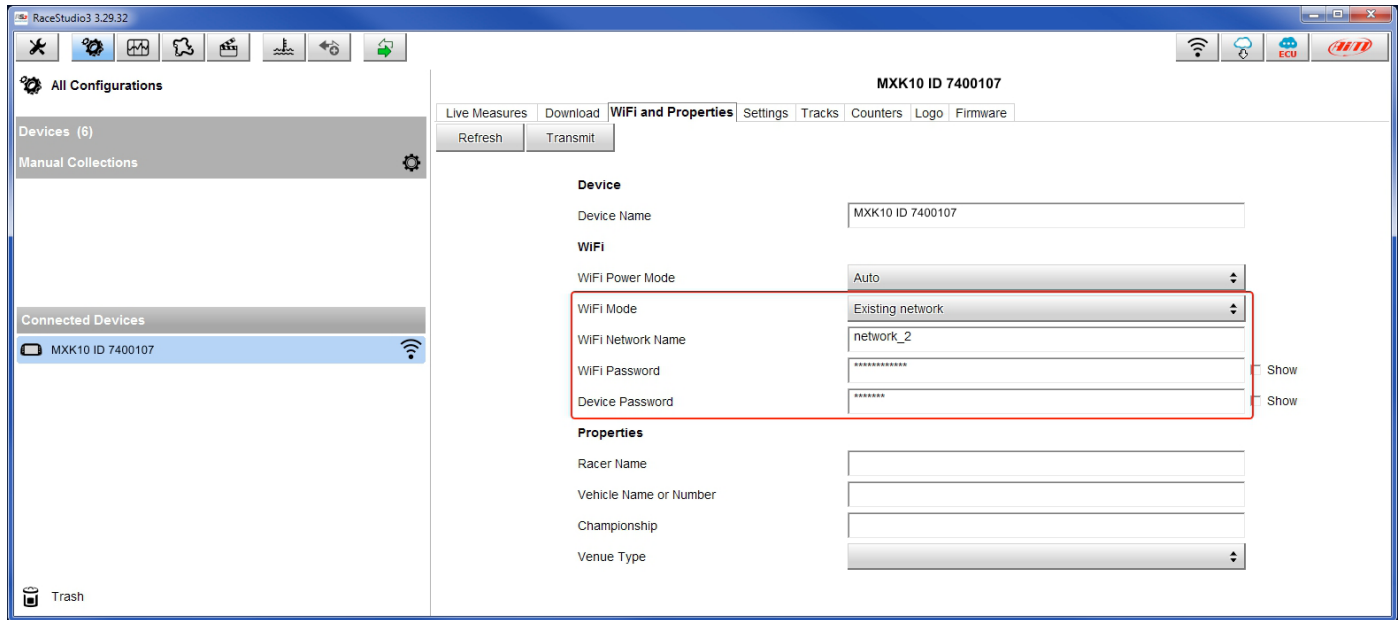 RaceStudio3 3.29.32
ECU
AiM
All Configurations
MXK10 ID 7400107
Live Measures Download WiFi and Properties Settings Tracks Counters Logo Firmware
Devices (6)
Refresh Transmit
Manual Collections
Device
Device Name MXK10 ID 7400107
WiFi
WiFi Power Mode Auto
WiFi Mode Existing network
Connected Devices
WiFi Network Name network_2
MXK10 ID 7400107
WiFi Password ************ Show
Device Password ******* Show
Properties
Racer Name
Vehicle Name or Number
Championship
Venue Type
Trash